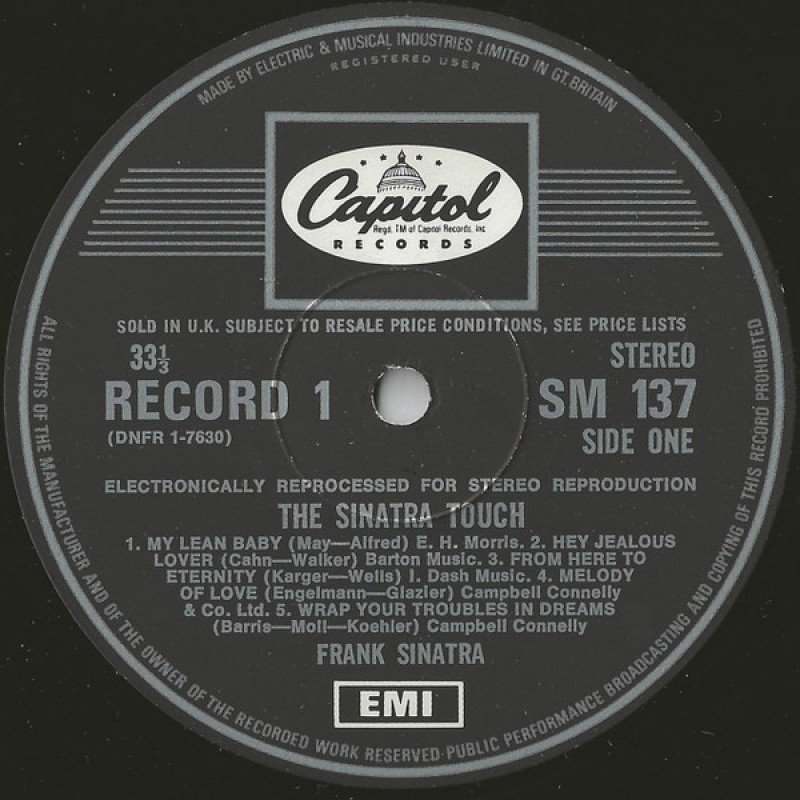 MADE BY ELECTRIC & MUSICAL INDUSTRIES LIMITED IN GT. BRITAIN
REGISTERED USER
Capitol
Regd. TM of Capitol Records, Inc
RECORDS
SOLD IN U.K. SUBJECT TO RESALE PRICE CONDITIONS, SEE PRICE LISTS
33⅓ STEREO
RECORD 1 SM 137
(DNFR 1-7630) SIDE ONE
ELECTRONICALLY REPROCESSED FOR STEREO REPRODUCTION
THE SINATRA TOUCH
1. MY LEAN BABY (May—Alfred) E. H. Morris. 2. HEY JEALOUS
LOVER (Cahn—Walker) Barton Music. 3. FROM HERE TO
ETERNITY (Karger—Wells) I. Dash Music. 4. MELODY
OF LOVE (Engelmann—Glazier) Campbell Connelly
& Co. Ltd. 5. WRAP YOUR TROUBLES IN DREAMS
(Barris—Moll—Koehler) Campbell Connelly
FRANK SINATRA
EMI
ALL RIGHTS OF THE MANUFACTURER AND OF THE OWNER OF THE RECORDED WORK RESERVED·PUBLIC PERFORMANCE BROADCASTING AND COPYING OF THIS RECORD PROHIBITED